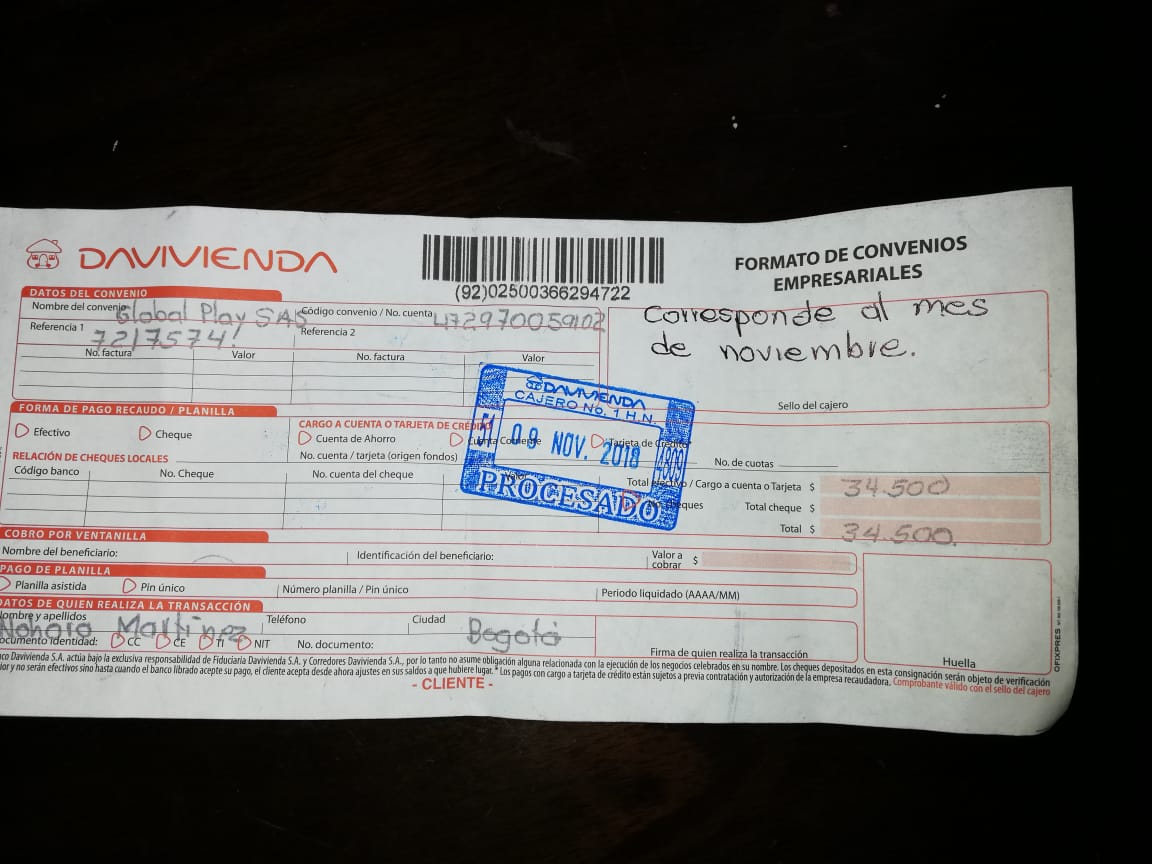 DAVIVIENDA
(92)02500366294722
FORMATO DE CONVENIOS
EMPRESARIALES
DATOS DEL CONVENIO
Nombre del convenio Global Play SAS Código convenio / No. cuenta
Referencia 1 7217574 Referencia 2
No. factura Valor No. factura Valor
Corresponde al mes
de noviembre.
Sello del cajero
FORMA DE PAGO RECAUDO / PLANILLA
Efectivo Cheque
CARGO A CUENTA O TARJETA DE CRÉDITO
Cuenta de Ahorro Cuenta Corriente Tarjeta de Crédito
No. cuenta / tarjeta (origen fondos)
No. de cuotas
RELACIÓN DE CHEQUES LOCALES
Código banco No. Cheque No. cuenta del cheque Valor
DAVIVIENDA
CAJERO No. 1 H.N.
09 NOV. 2018
PROCESADO
Total efectivo / Cargo a cuenta o Tarjeta $ 34.500
No. Cheques Total cheque $
Total $ 34.500.
COBRO POR VENTANILLA
Nombre del beneficiario: Identificación del beneficiario: Valor a cobrar $
PAGO DE PLANILLA
Planilla asistida Pin único Número planilla / Pin único Periodo liquidado (AAAA/MM)
DATOS DE QUIEN REALIZA LA TRANSACCIÓN
Nombre y apellidos Martinez Teléfono Ciudad Bogotá
Documento identidad: CC CE TI NIT No. documento: Firma de quien realiza la transacción
Huella
Banco Davivienda S.A. actúa bajo la exclusiva responsabilidad de Fiduciaria Davivienda S.A. y Corredores Davivienda S.A., por lo tanto no asume obligación alguna relacionada con la ejecución de los negocios celebrados en su nombre. Los cheques depositados en esta consignación serán objeto de verificación
y no serán efectivos sino hasta cuando el banco librado acepte su pago, el cliente acepta desde ahora ajustes en sus saldos a que hubiere lugar. * Los pagos con cargo a tarjeta de crédito están sujetos a previa contratación y autorización de la empresa recaudadora. Comprobante válido con el sello del cajero
- CLIENTE -
OFIXPRES